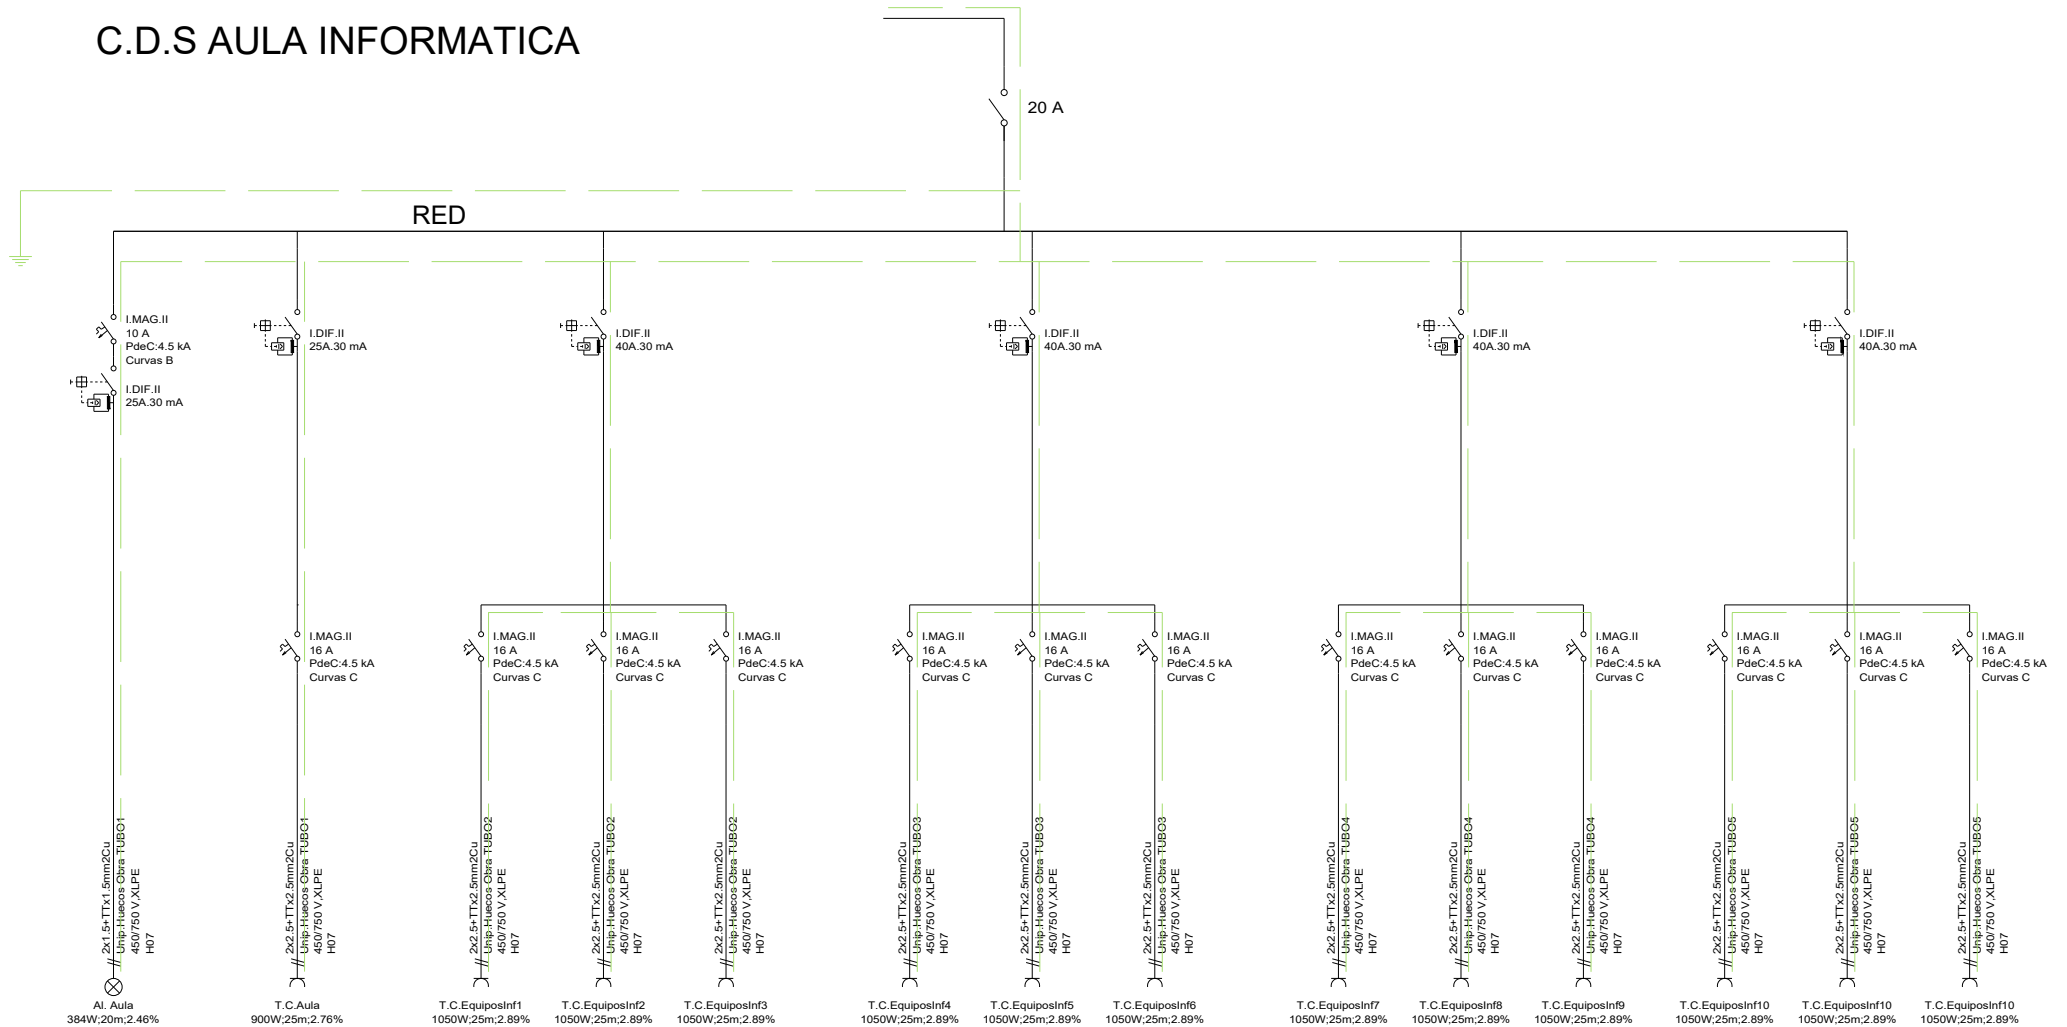 C.D.S AULA INFORMATICA
20 A
RED
I.MAG.II
10 A
PdeC:4.5 kA
Curvas B
I.DIF.II
25A.30 mA
I.DIF.II
25A.30 mA
I.DIF.II
40A.30 mA
I.DIF.II
40A.30 mA
I.DIF.II
40A.30 mA
I.DIF.II
40A.30 mA
I.MAG.II
16 A
PdeC:4.5 kA
Curvas C
I.MAG.II
16 A
PdeC:4.5 kA
Curvas C
I.MAG.II
16 A
PdeC:4.5 kA
Curvas C
I.MAG.II
16 A
PdeC:4.5 kA
Curvas C
I.MAG.II
16 A
PdeC:4.5 kA
Curvas C
I.MAG.II
16 A
PdeC:4.5 kA
Curvas C
I.MAG.II
16 A
PdeC:4.5 kA
Curvas C
I.MAG.II
16 A
PdeC:4.5 kA
Curvas C
I.MAG.II
16 A
PdeC:4.5 kA
Curvas C
I.MAG.II
16 A
PdeC:4.5 kA
Curvas C
I.MAG.II
16 A
PdeC:4.5 kA
Curvas C
I.MAG.II
16 A
PdeC:4.5 kA
Curvas C
I.MAG.II
16 A
PdeC:4.5 kA
Curvas C
2x1.5+TTx1.5mm2Cu
Unip.Huecos Obra TUBO1
450/750 V,XLPE
H07
2x2.5+TTx2.5mm2Cu
Unip.Huecos Obra TUBO1
450/750 V,XLPE
H07
2x2.5+TTx2.5mm2Cu
Unip.Huecos Obra TUBO2
450/750 V,XLPE
H07
2x2.5+TTx2.5mm2Cu
Unip.Huecos Obra TUBO2
450/750 V,XLPE
H07
2x2.5+TTx2.5mm2Cu
Unip.Huecos Obra TUBO2
450/750 V,XLPE
H07
2x2.5+TTx2.5mm2Cu
Unip.Huecos Obra TUBO3
450/750 V,XLPE
H07
2x2.5+TTx2.5mm2Cu
Unip.Huecos Obra TUBO3
450/750 V,XLPE
H07
2x2.5+TTx2.5mm2Cu
Unip.Huecos Obra TUBO3
450/750 V,XLPE
H07
2x2.5+TTx2.5mm2Cu
Unip.Huecos Obra TUBO4
450/750 V,XLPE
H07
2x2.5+TTx2.5mm2Cu
Unip.Huecos Obra TUBO4
450/750 V,XLPE
H07
2x2.5+TTx2.5mm2Cu
Unip.Huecos Obra TUBO4
450/750 V,XLPE
H07
2x2.5+TTx2.5mm2Cu
Unip.Huecos Obra TUBO5
450/750 V,XLPE
H07
2x2.5+TTx2.5mm2Cu
Unip.Huecos Obra TUBO5
450/750 V,XLPE
H07
2x2.5+TTx2.5mm2Cu
Unip.Huecos Obra TUBO5
450/750 V,XLPE
H07
Al. Aula
384W;20m;2.46%
T.C.Aula
900W;25m;2.76%
T.C.EquiposInf1
1050W;25m;2.89%
T.C.EquiposInf2
1050W;25m;2.89%
T.C.EquiposInf3
1050W;25m;2.89%
T.C.EquiposInf4
1050W;25m;2.89%
T.C.EquiposInf5
1050W;25m;2.89%
T.C.EquiposInf6
1050W;25m;2.89%
T.C.EquiposInf7
1050W;25m;2.89%
T.C.EquiposInf8
1050W;25m;2.89%
T.C.EquiposInf9
1050W;25m;2.89%
T.C.EquiposInf10
1050W;25m;2.89%
T.C.EquiposInf10
1050W;25m;2.89%
T.C.EquiposInf10
1050W;25m;2.89%